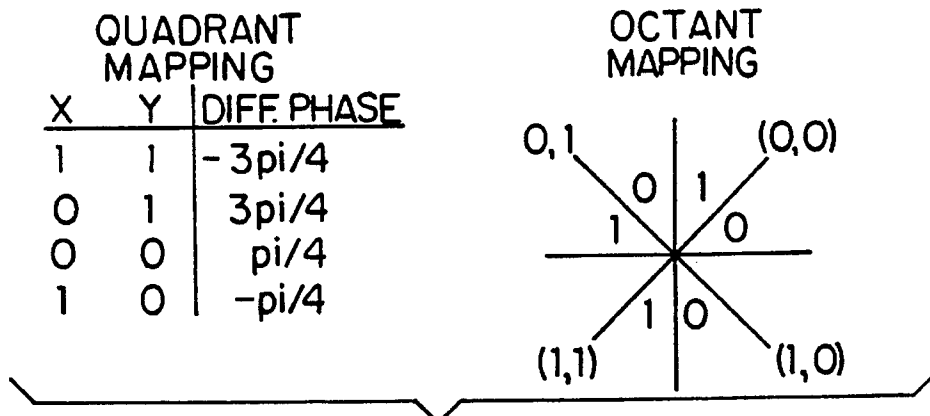 QUADRANT
MAPPING
X Y DIFF. PHASE
1 1 -3pi/4
0 1 3pi/4
0 0 pi/4
1 0 -pi/4
OCTANT
MAPPING
0,1 (0,0)
0 1
1 0
1 0
(1,1) (1,0)